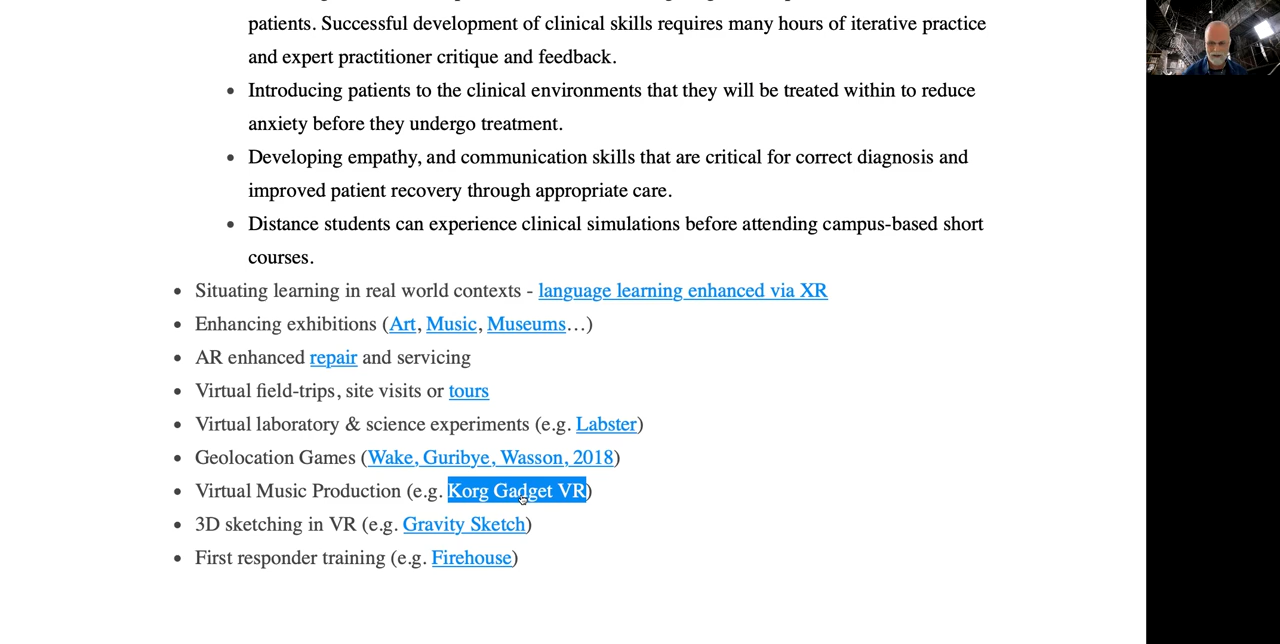 patients. Successful development of clinical skills requires many hours of iterative practice
and expert practitioner critique and feedback.
Introducing patients to the clinical environments that they will be treated within to reduce
anxiety before they undergo treatment.
Developing empathy, and communication skills that are critical for correct diagnosis and
improved patient recovery through appropriate care.
Distance students can experience clinical simulations before attending campus-based short
courses.
Situating learning in real world contexts - language learning enhanced via XR
Enhancing exhibitions (Art, Music, Museums…)
AR enhanced repair and servicing
Virtual field-trips, site visits or tours
Virtual laboratory & science experiments (e.g. Labster)
Geolocation Games (Wake, Guribye, Wasson, 2018)
Virtual Music Production (e.g. Korg Gadget VR)
3D sketching in VR (e.g. Gravity Sketch)
First responder training (e.g. Firehouse)